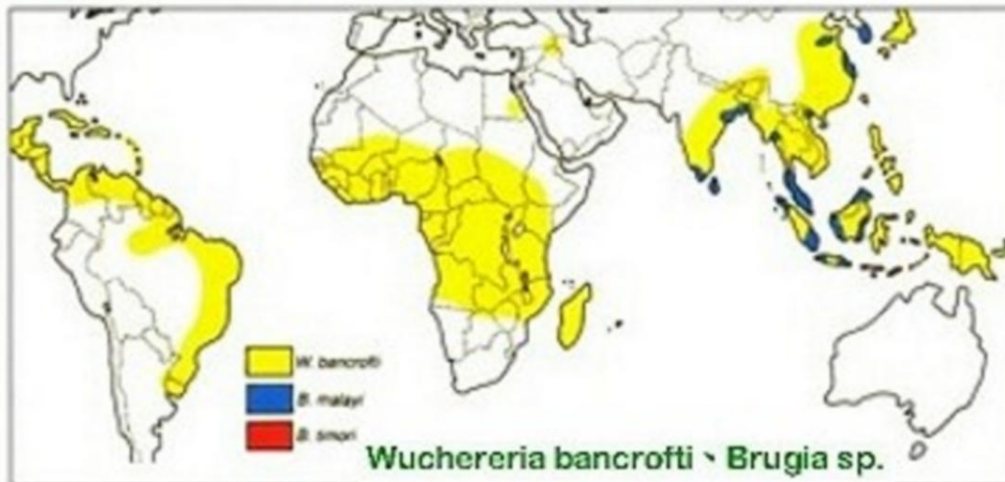 W. bancrofti
B. malayi
B. timori
Wuchereria bancrofti、Brugia sp.